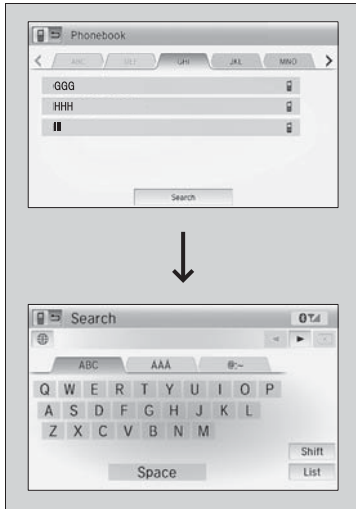 Phonebook
ABC DEF GHI JKL MNO
GGG
HHH
III
Search
Search
ABC ÀÁÂ @:~
Q W E R T Y U I O P
A S D F G H J K L
Z X C V B N M
Shift
Space List